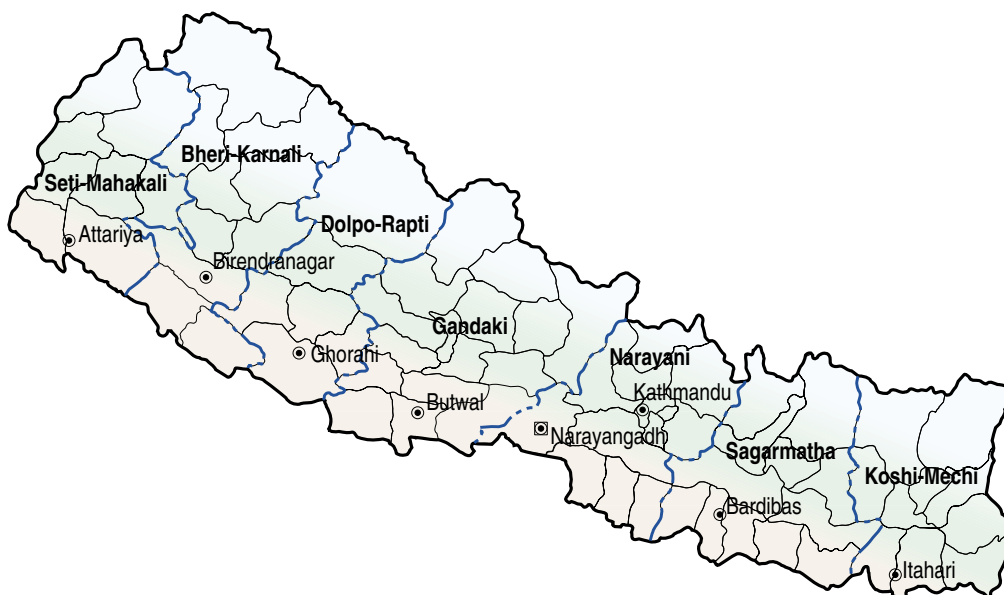 Bheri-Karnali
Seti-Mahakali
Dolpo-Rapti
Attariya
Birendranagar
Gandaki
Ghorahi
Narayani
Kathmandu
Butwal
Narayangadh
Sagarmatha
Koshi-Mechi
Bardibas
Itahari